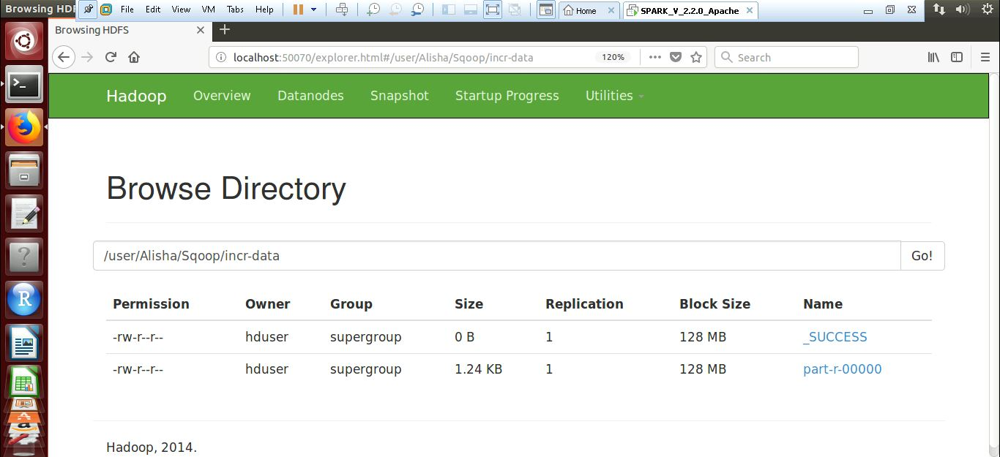 Browsing HDF File Edit View VM Tabs Help Home SPARK_V_2.2.0_Apache
Browsing HDFS
localhost:50070/explorer.html#/user/Alisha/Sqoop/incr-data 120% Search
Hadoop Overview Datanodes Snapshot Startup Progress Utilities
Browse Directory
/user/Alisha/Sqoop/incr-data Go!
Permission Owner Group Size Replication Block Size Name
-rw-r--r-- hduser supergroup 0 B 1 128 MB _SUCCESS
-rw-r--r-- hduser supergroup 1.24 KB 1 128 MB part-r-00000
Hadoop, 2014.